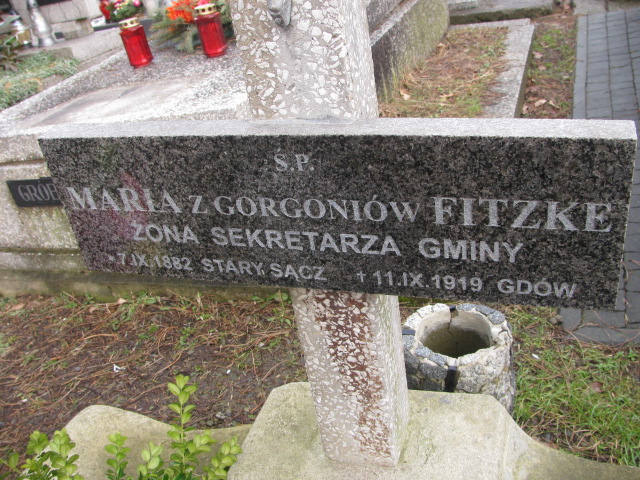 Ś.P.
MARIA Z GORGONIÓW FITZKE
ŻONA SEKRETARZA GMINY
*7.IX.1882 STARY SĄCZ +11.IX.1919 GDÓW